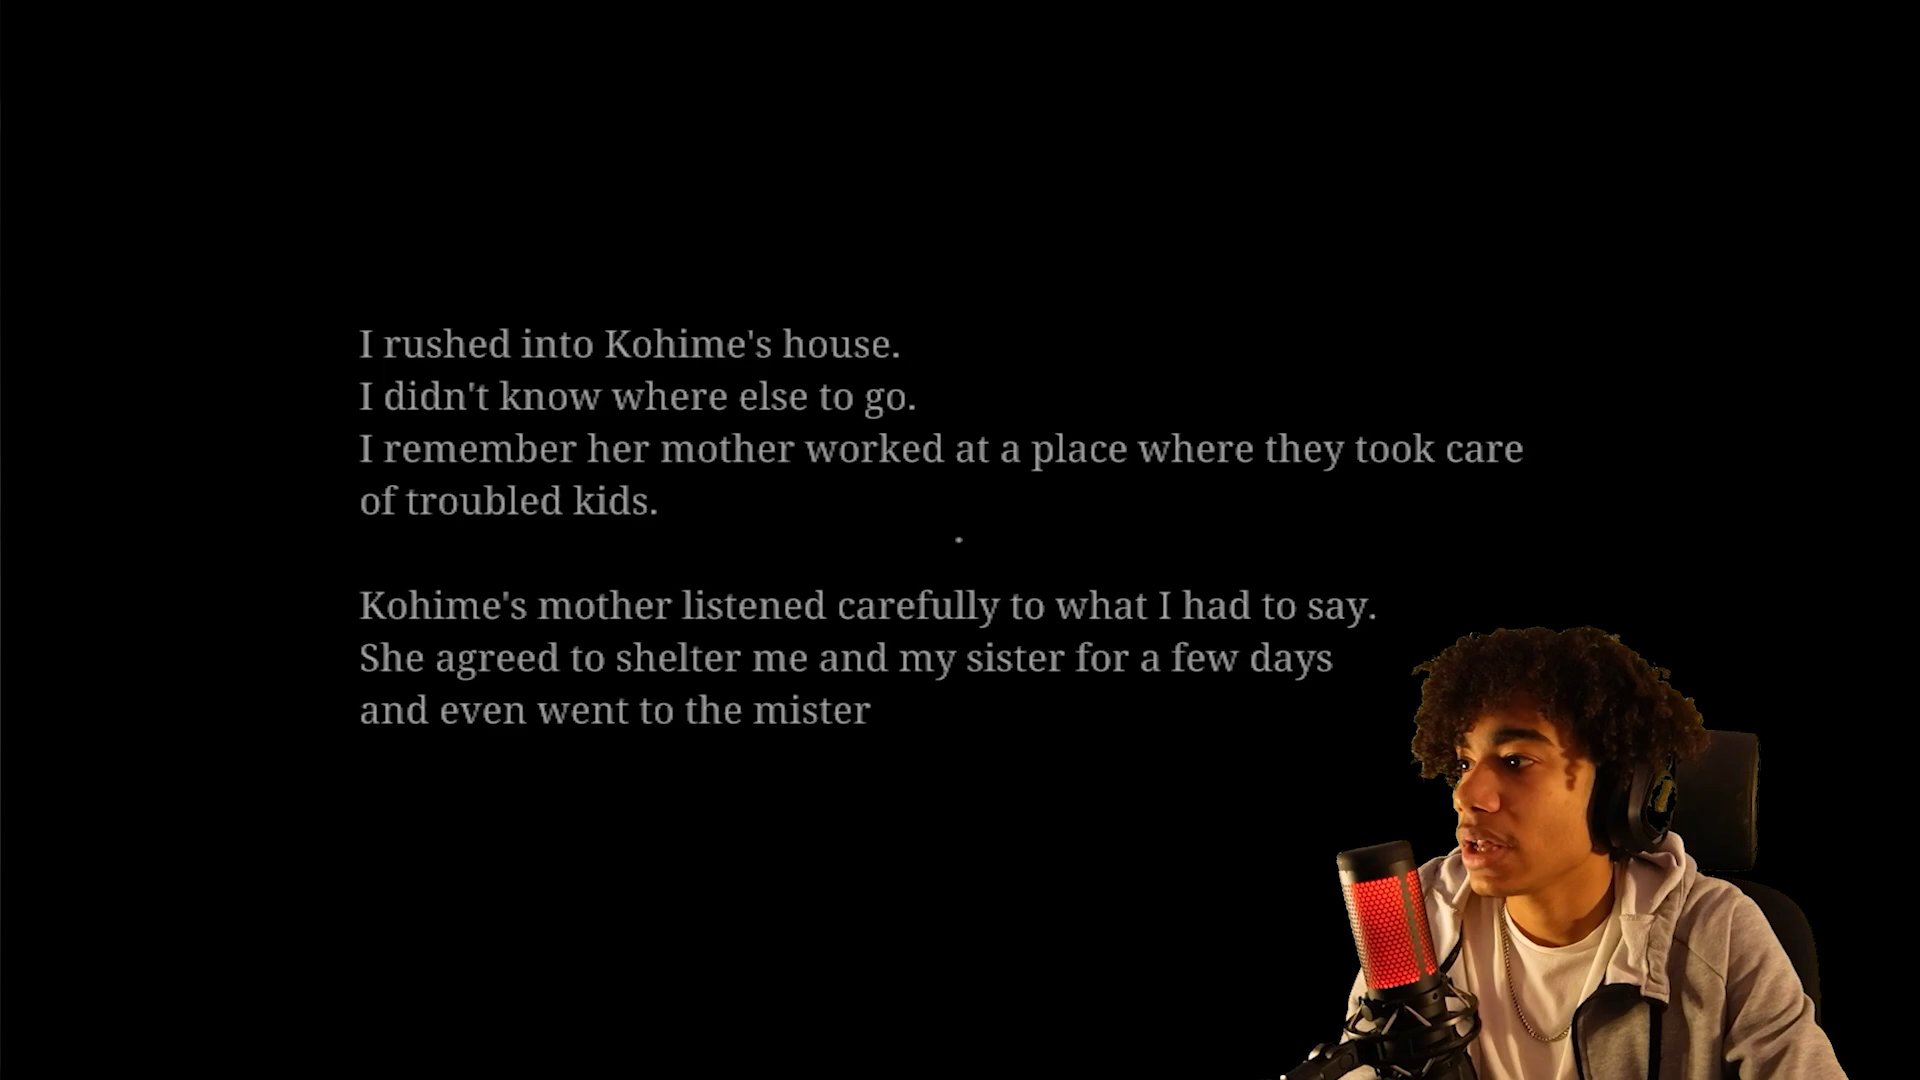 I rushed into Kohime's house.
I didn't know where else to go.
I remember her mother worked at a place where they took care
of troubled kids.
Kohime's mother listened carefully to what I had to say.
She agreed to shelter me and my sister for a few days
and even went to the mister